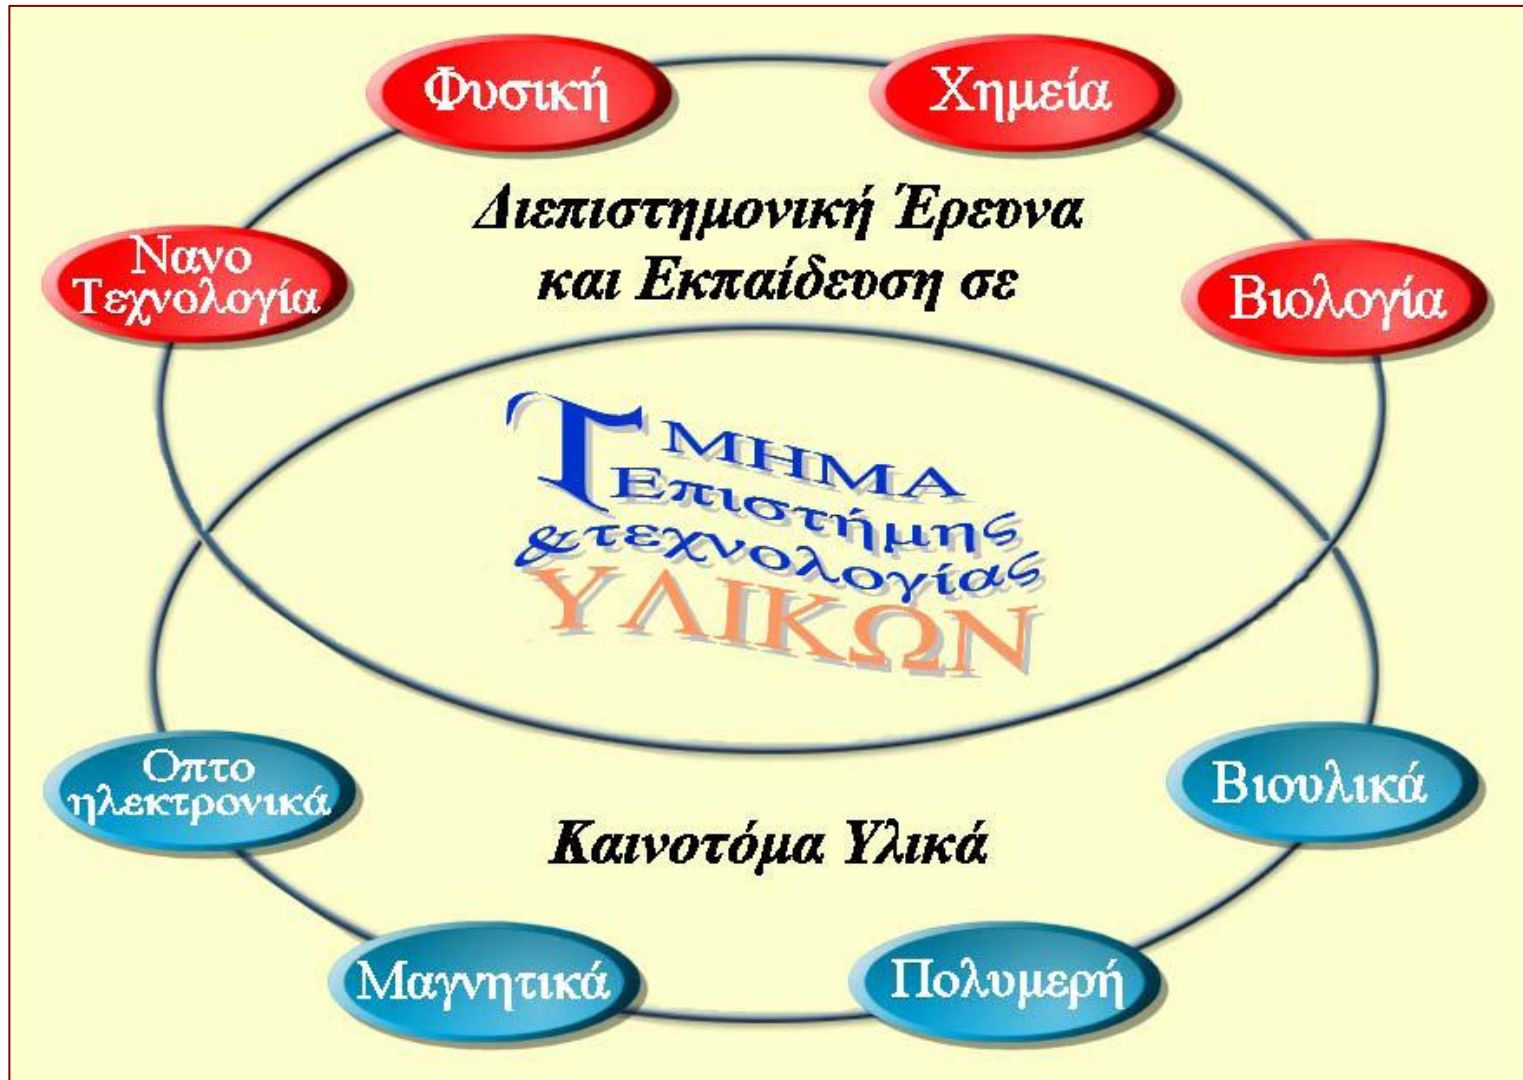 Φυσική
Χημεία
Διεπιστημονική Έρευνα
και Εκπαίδευση σε
Νανο
Τεχνολογία
Βιολογία
ΤΜΗΜΑ
Επιστήμης
&τεχνολογίας
ΥΛΙΚΩΝ
Οπτο
ηλεκτρονικά
Βιουλικά
Καινοτόμα Υλικά
Μαγνητικά
Πολυμερή